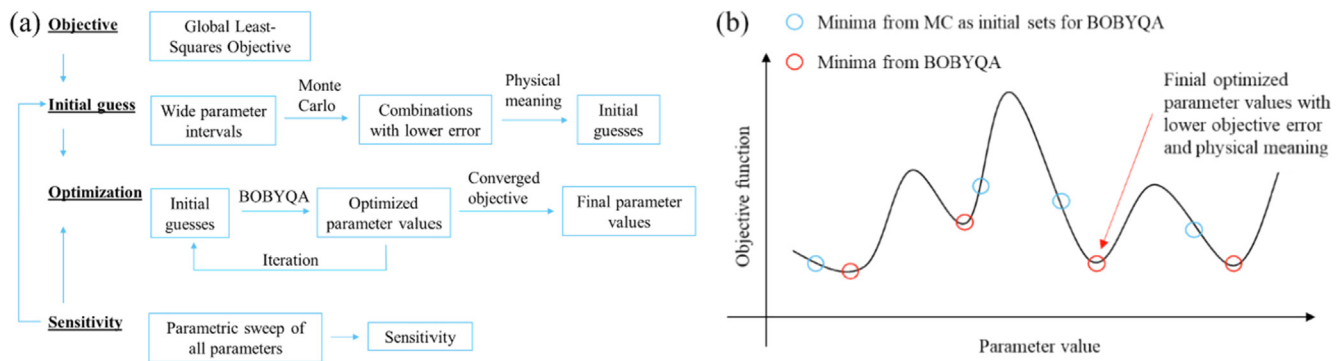 (a)
Objective
Global Least-
Squares Objective
Initial guess
Wide parameter
intervals
Monte
Carlo
Combinations
with lower error
Physical
meaning
Initial
guesses
Optimization
Initial
guesses
BOBYQA
Optimized
parameter values
Converged
objective
Final parameter
values
Iteration
Sensitivity
Parametric sweep of
all parameters
Sensitivity
(b)
Minima from MC as initial sets for BOBYQA
Minima from BOBYQA
Finial optimized
parameter values with
lower objective error
and physical meaning
Objective function
Parameter value